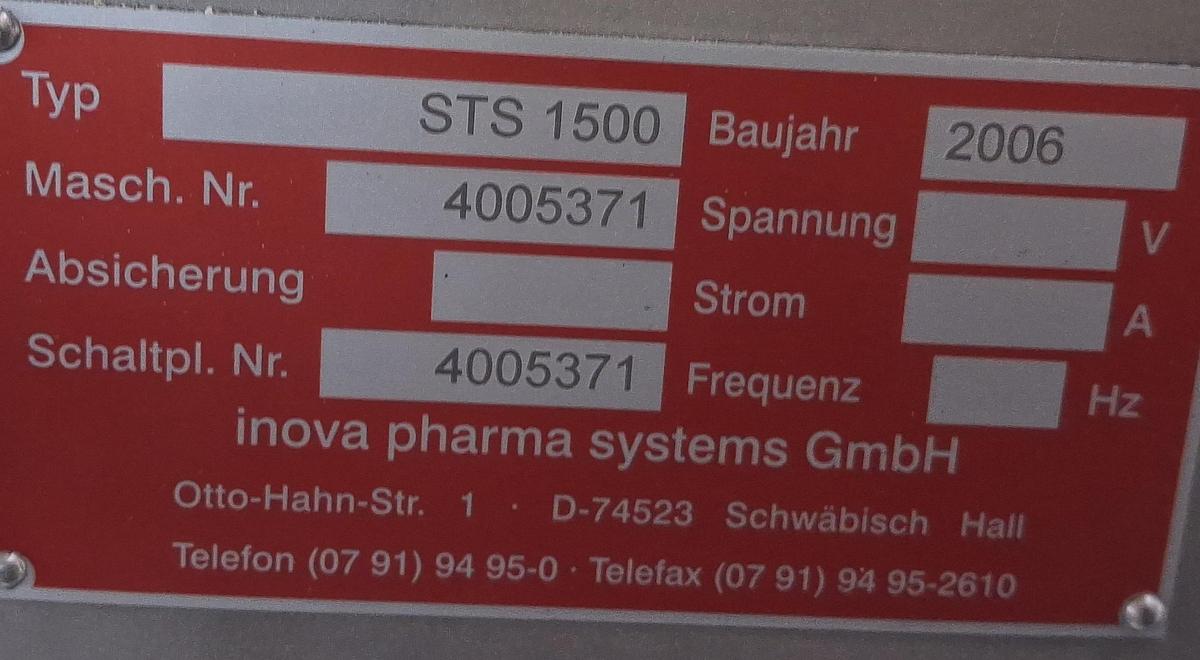 Typ STS 1500 Baujahr 2006
Masch. Nr. 4005371 Spannung V
Absicherung Strom A
Schaltpl. Nr. 4005371 Frequenz Hz
inova pharma systems GmbH
Otto-Hahn-Str. 1 · D-74523 Schwäbisch Hall
Telefon (07 91) 94 95-0 · Telefax (07 91) 94 95-2610